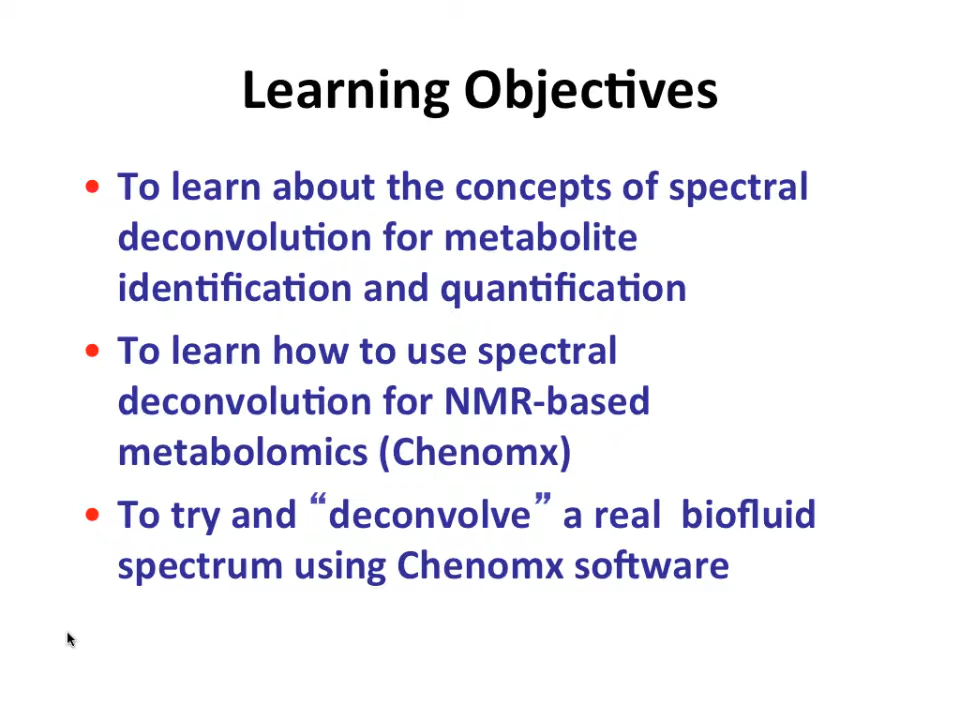 Learning Objectives
• To learn about the concepts of spectral
deconvolution for metabolite
identification and quantification
• To learn how to use spectral
deconvolution for NMR-based
metabolomics (Chenomx)
• To try and “deconvolve” a real  biofluid
spectrum using Chenomx software